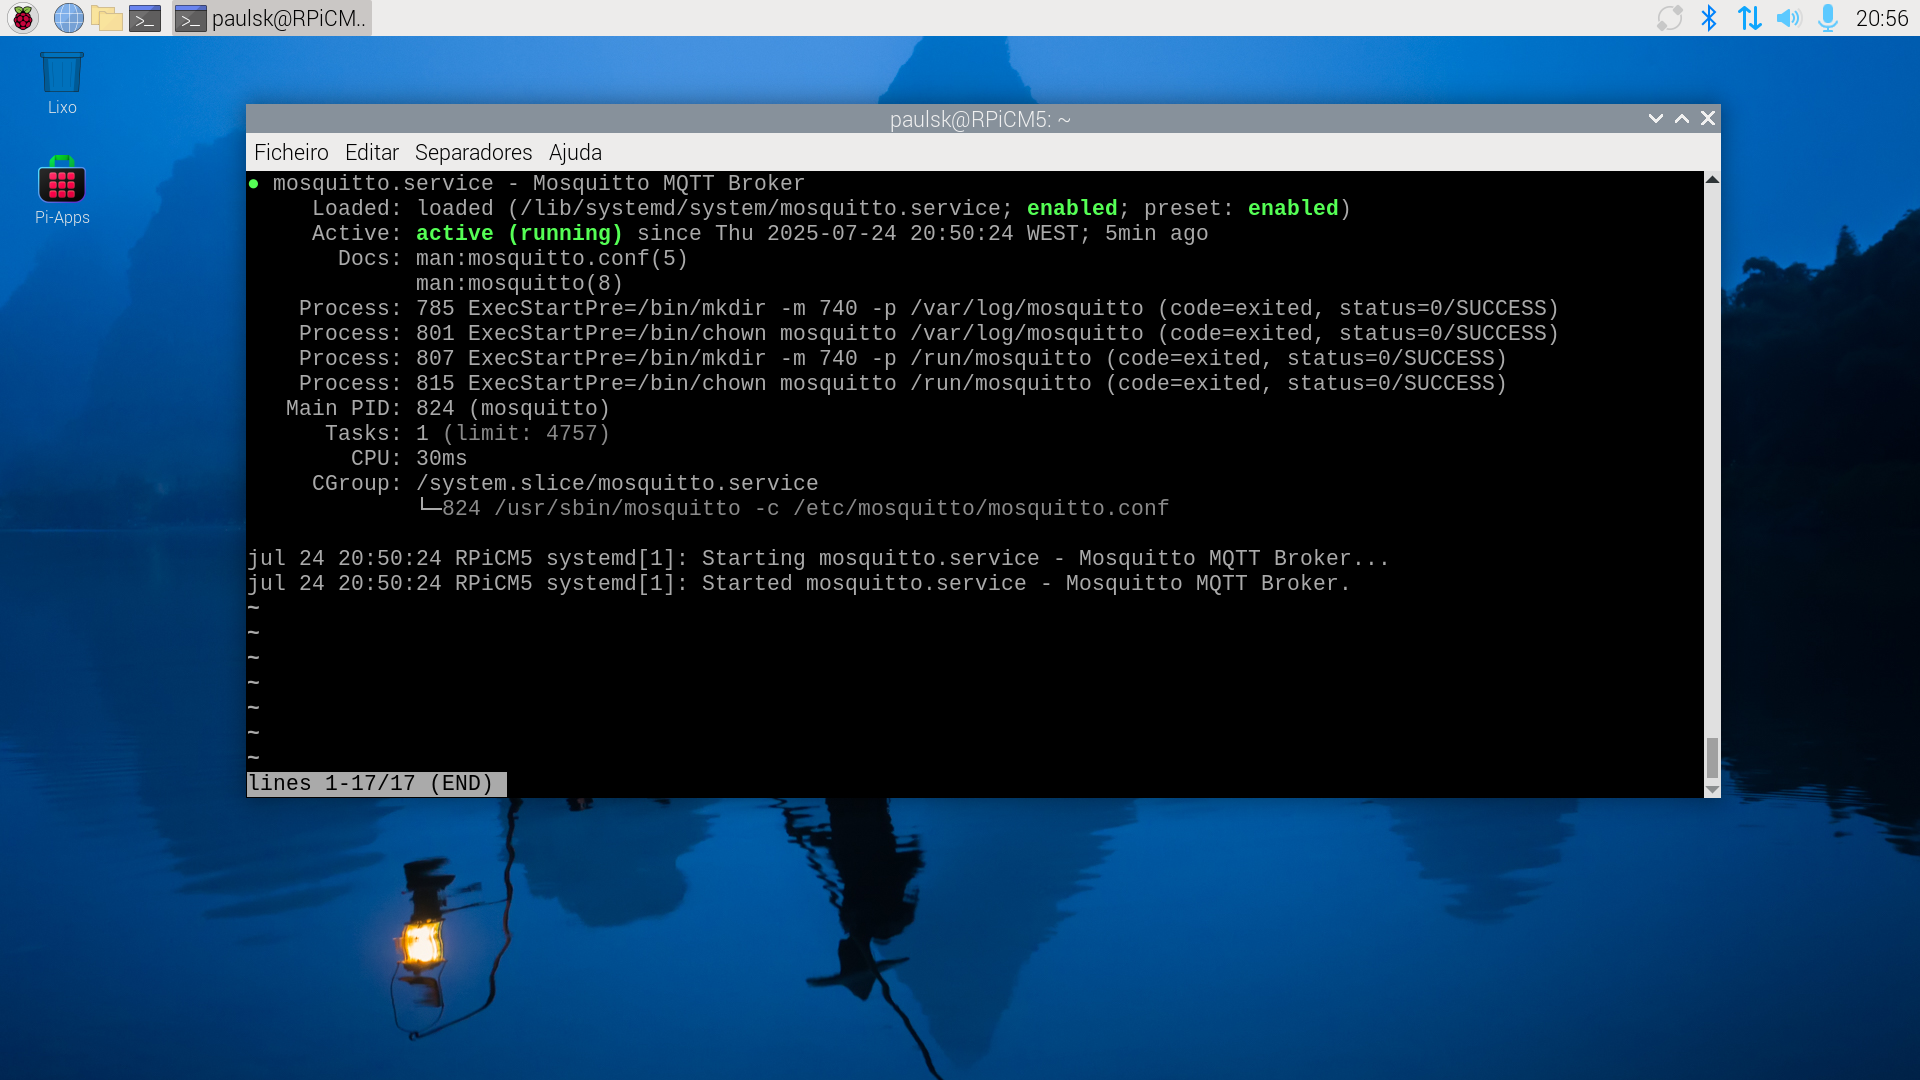 paulsk@RPiCM..
20:56
Lixo
Pi-Apps
paulsk@RPiCM5: ~
Ficheiro Editar Separadores Ajuda
● mosquitto.service - Mosquitto MQTT Broker
Loaded: loaded (/lib/systemd/system/mosquitto.service; enabled; preset: enabled)
Active: active (running) since Thu 2025-07-24 20:50:24 WEST; 5min ago
Docs: man:mosquitto.conf(5)
man:mosquitto(8)
Process: 785 ExecStartPre=/bin/mkdir -m 740 -p /var/log/mosquitto (code=exited, status=0/SUCCESS)
Process: 801 ExecStartPre=/bin/chown mosquitto /var/log/mosquitto (code=exited, status=0/SUCCESS)
Process: 807 ExecStartPre=/bin/mkdir -m 740 -p /run/mosquitto (code=exited, status=0/SUCCESS)
Process: 815 ExecStartPre=/bin/chown mosquitto /run/mosquitto (code=exited, status=0/SUCCESS)
Main PID: 824 (mosquitto)
Tasks: 1 (limit: 4757)
CPU: 30ms
CGroup: /system.slice/mosquitto.service
└─824 /usr/sbin/mosquitto -c /etc/mosquitto/mosquitto.conf
jul 24 20:50:24 RPiCM5 systemd[1]: Starting mosquitto.service - Mosquitto MQTT Broker...
jul 24 20:50:24 RPiCM5 systemd[1]: Started mosquitto.service - Mosquitto MQTT Broker.
~
~
~
~
~
~
~
lines 1-17/17 (END)